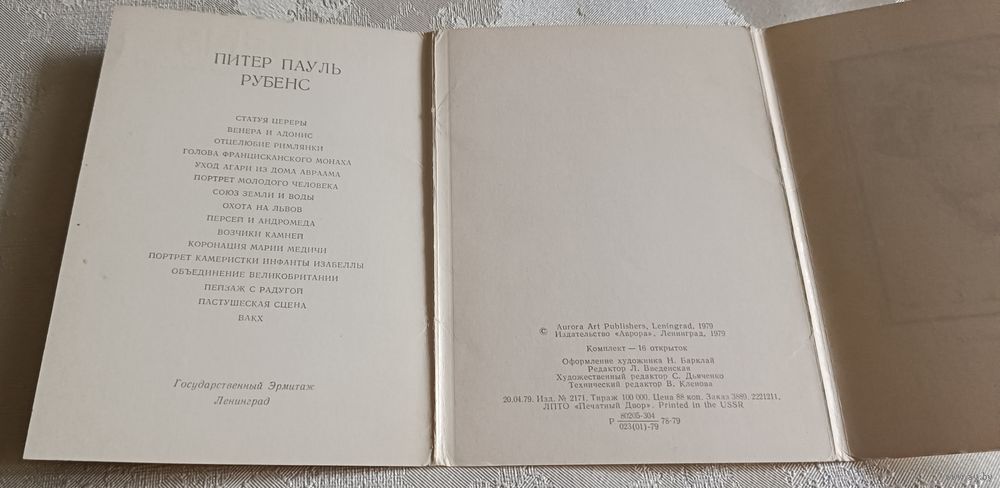 ПИТЕР ПАУЛЬ
РУБЕНС
СТАТУЯ ЦЕРЕРЫ
ВЕНЕРА И АДОНИС
ОТЦЕЛЮБИЕ РИМЛЯНКИ
ГОЛОВА ФРАНЦИСКАНСКОГО МОНАХА
УХОД АГАРИ ИЗ ДОМА АВРААМА
ПОРТРЕТ МОЛОДОГО ЧЕЛОВЕКА
СОЮЗ ЗЕМЛИ И ВОДЫ
ОХОТА НА ЛЬВОВ
ПЕРСЕЙ И АНДРОМЕДА
ВОЗЧИКИ КАМНЕЙ
КОРОНАЦИЯ МАРИИ МЕДИЧИ
ПОРТРЕТ КАМЕРИСТКИ ИНФАНТЫ ИЗАБЕЛЛЫ
ОБЪЕДИНЕНИЕ ВЕЛИКОБРИТАНИИ
ПЕЙЗАЖ С РАДУГОЙ
ПАСТУШЕСКАЯ СЦЕНА
ВАКХ
Государственный Эрмитаж
Ленинград
© Aurora Art Publishers, Leningrad, 1979
Издательство «Аврора». Ленинград, 1979
Комплект — 16 открыток
Оформление художника Н. Барклай
Редактор Л. Введенская
Художественный редактор С. Дьяченко
Технический редактор В. Кленова
20.04.79. Изд. № 2171. Тираж 100 000. Цена 88 коп. Заказ 3889. 2221211,
ЛПТО «Печатный Двор». Printed in the USSR
Р 80205-304 78-79
023(01)-79